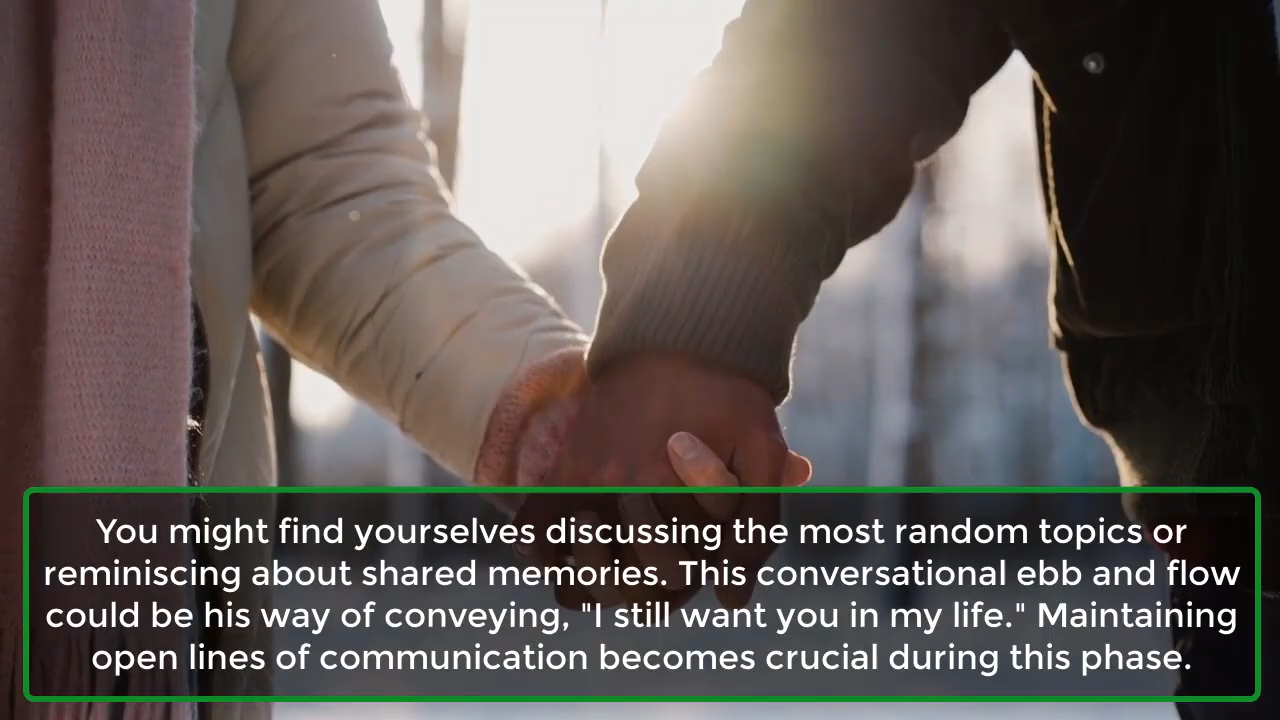 You might find yourselves discussing the most random topics or
reminiscing about shared memories. This conversational ebb and flow
could be his way of conveying, "I still want you in my life." Maintaining
open lines of communication becomes crucial during this phase.